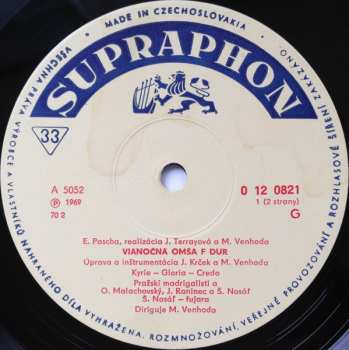 MADE IN CZECHOSLOVAKIA
VŠECHNA PRÁVA VÝROBCE A VLASTNÍKŮ NAHRANÉHO DÍLA VYHRAZENA. ROZMNOŽOVÁNÍ, VEŘEJNÉ PROVOZOVÁNÍ A ROZHLASOVÉ ŠÍŘENÍ ZAKÁZÁNO
SUPRAPHON
33
A 5052
Ⓟ 1969
70 2
0 12 0821
1 (2 strany)
G
E. Pascha, realizácia J. Terrayová a M. Venhoda
VIANOČNÁ OMŠA F DUR
Úprava a inštrumentácia J. Krček a M. Venhoda
Kyrie - Gloria - Credo
Pražskí madrigalisti a
O. Malachovský, J. Raninec a S. Nosáľ
S. Nosáľ - fujara
Diriguje M. Venhoda